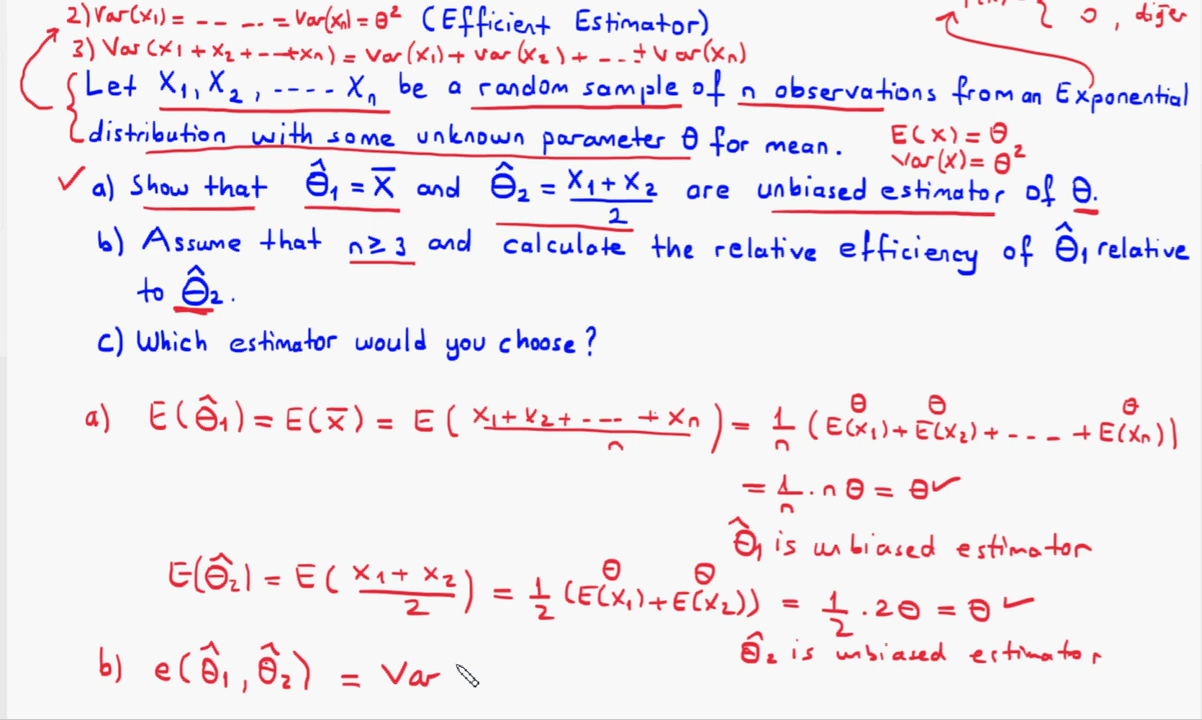 2) Var(x₁) = -- -- - = Var(xₙ) = θ² (Efficient Estimator)
{ 0, diğer
3) Var(x₁ + x₂ + --- + xₙ) = Var(x₁) + Var(x₂) + --- + Var(xₙ)
Let X₁, X₂, ---- Xₙ be a random sample of n observations from an Exponential
distribution with some unknown parameter θ for mean.
E(X) = θ
Var(X) = θ²
a) Show that θ̂₁ = X̄ and θ̂₂ = (X₁ + X₂)/2 are unbiased estimator of θ.
b) Assume that n ≥ 3 and calculate the relative efficiency of θ̂₁ relative
to θ̂₂.
c) Which estimator would you choose?
θ θ θ
a) E(θ̂₁) = E(x̄) = E((x₁ + x₂ + ---- + xₙ)/n) = 1/n (E(x₁) + E(x₂) + ---- + E(xₙ))
= 1/n . nθ = θ ✓
θ̂₁ is unbiased estimator
θ θ
E(θ̂₂) = E((x₁ + x₂)/2) = 1/2 (E(x₁) + E(x₂)) = 1/2 . 2θ = θ ✓
θ̂₂ is unbiased estimator
b) e(θ̂₁, θ̂₂) = Var